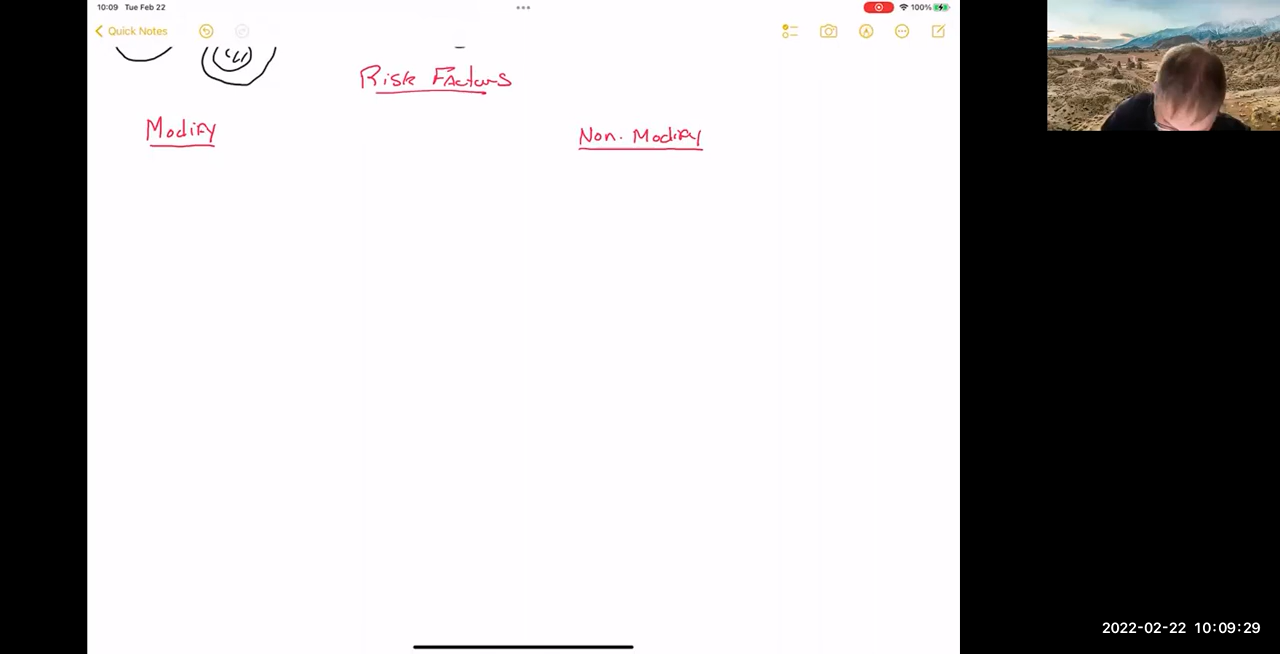 10:09 Tue Feb 22
100%
Quick Notes
Risk Factors
Modify
Non. Modify
2022-02-22 10:09:29